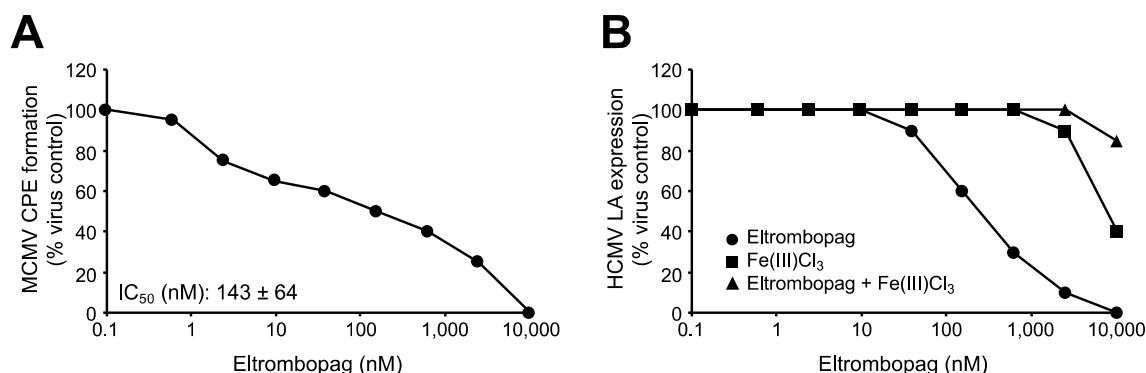 A
MCMV CPE formation
(% virus control)
120
100
80
60
40
20
0
IC₅₀ (nM): 143 ± 64
0.1
1
10
100
1,000
10,000
Eltrombopag (nM)
B
HCMV LA expression
(% virus control)
120
100
80
60
40
20
0
Eltrombopag
Fe(III)Cl₃
Eltrombopag + Fe(III)Cl₃
0.1
1
10
100
1,000
10,000
Eltrombopag (nM)